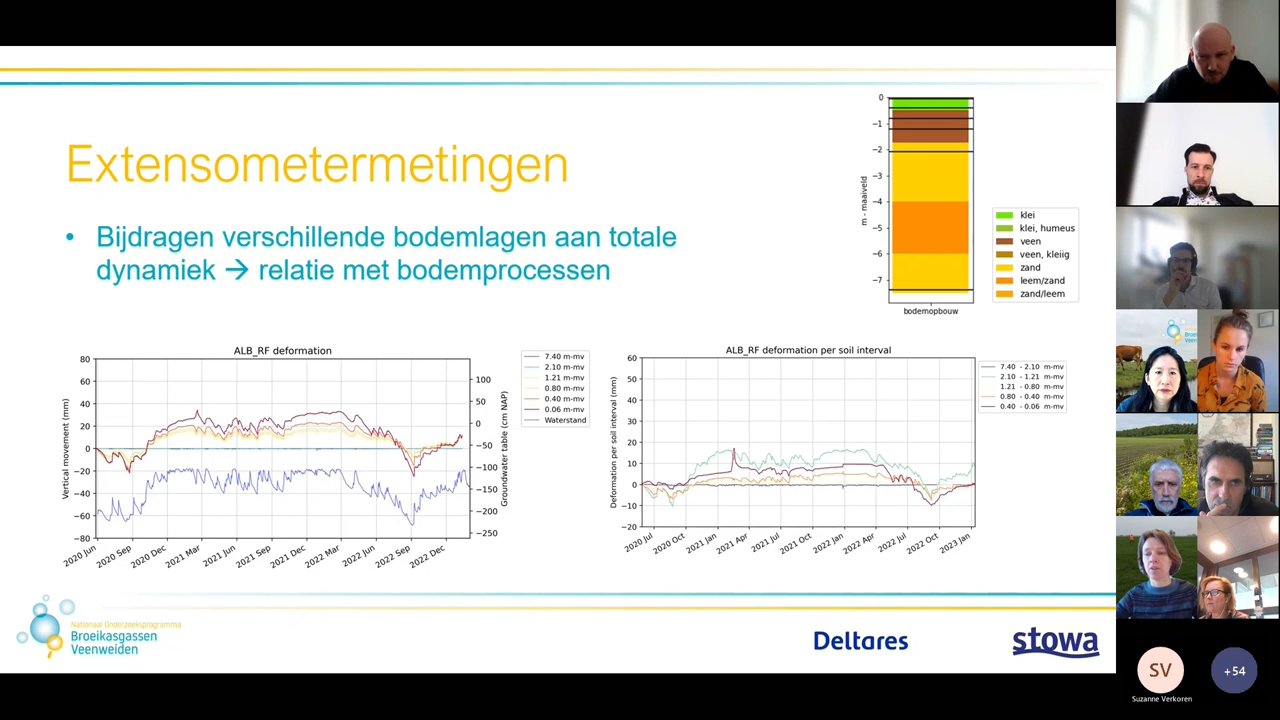 Extensometermetingen
• Bijdragen verschillende bodemlagen aan totale
dynamiek → relatie met bodemprocessen
0
−1
−2
−3
−4
−5
−6
−7
m - maaiveld
bodemopbouw
klei
klei, humeus
veen
veen, kleiig
zand
leem/zand
zand/leem
ALB_RF deformation
80
60
40
20
0
−20
−40
−60
−80
Vertical movement (mm)
100
50
0
−50
−100
−150
−200
−250
Groundwater table (cm NAP)
2020 Jun
2020 Sep
2020 Dec
2021 Mar
2021 Jun
2021 Sep
2021 Dec
2022 Mar
2022 Jun
2022 Sep
2022 Dec
7.40 m-mv
2.10 m-mv
1.21 m-mv
0.80 m-mv
0.40 m-mv
0.06 m-mv
Waterstand
ALB_RF deformation per soil interval
60
50
40
30
20
10
0
−10
−20
Deformation per soil interval (mm)
2020 Jul
2020 Oct
2021 Jan
2021 Apr
2021 Jul
2021 Oct
2022 Jan
2022 Apr
2022 Jul
2022 Oct
2023 Jan
7.40 - 2.10 m-mv
2.10 - 1.21 m-mv
1.21 - 0.80 m-mv
0.80 - 0.40 m-mv
0.40 - 0.06 m-mv
Nationaal Onderzoeksprogramma
Broeikasgassen
Veenweiden
Deltares
stowa
SV
Suzanne Verkoren
+54